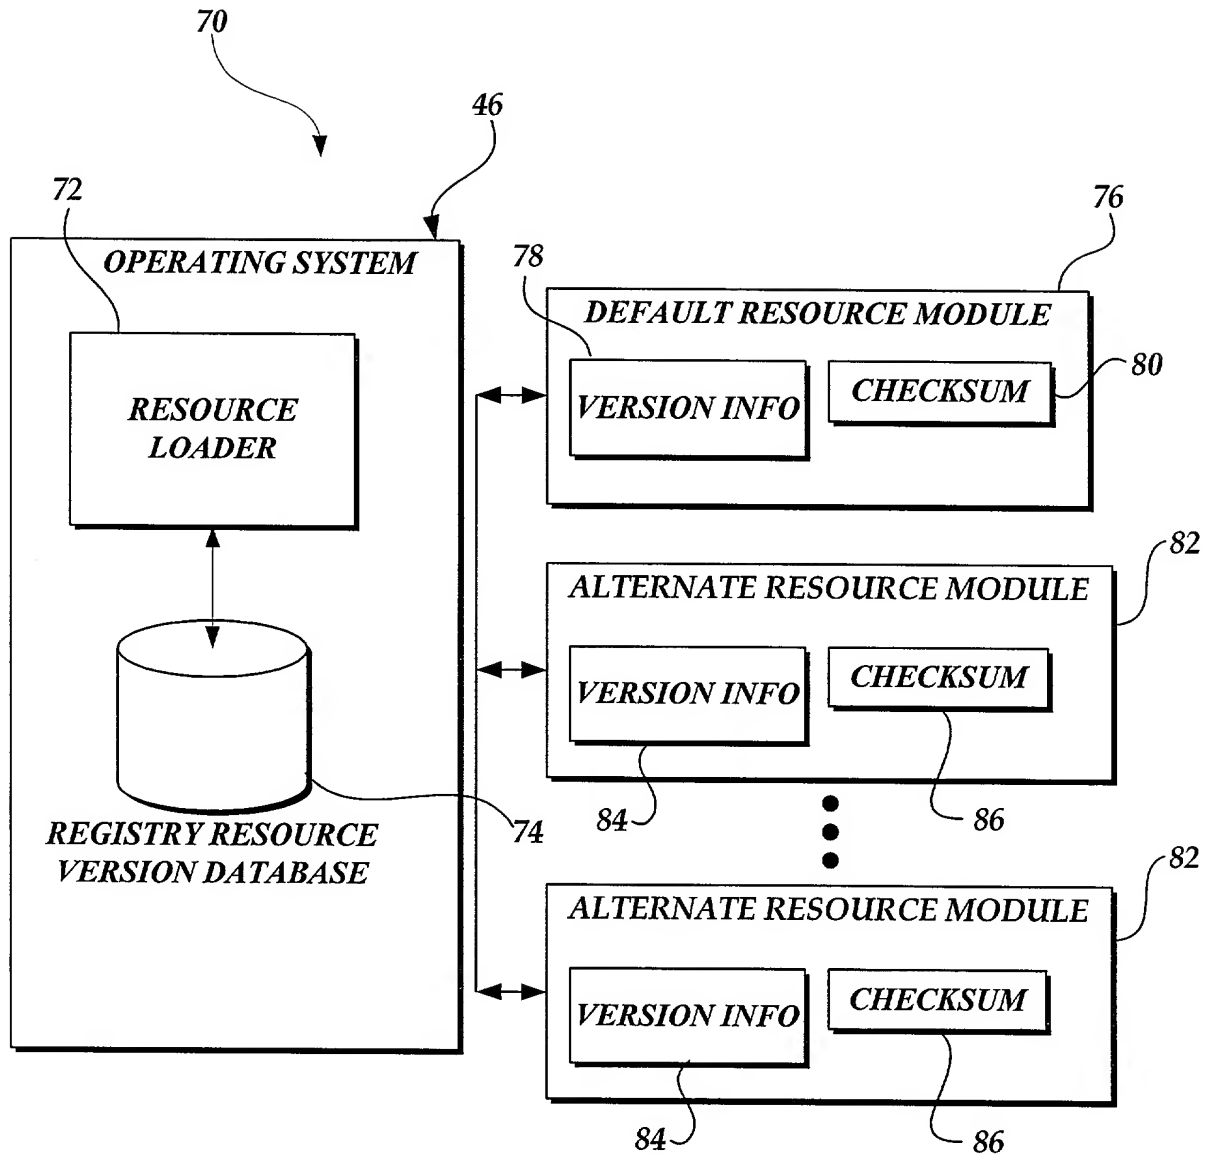 70
46
72
76
OPERATING SYSTEM
78
DEFAULT RESOURCE MODULE
80
RESOURCE
LOADER
VERSION INFO
CHECKSUM
82
ALTERNATE RESOURCE MODULE
VERSION INFO
CHECKSUM
84
86
74
REGISTRY RESOURCE
VERSION DATABASE
82
ALTERNATE RESOURCE MODULE
VERSION INFO
CHECKSUM
84
86